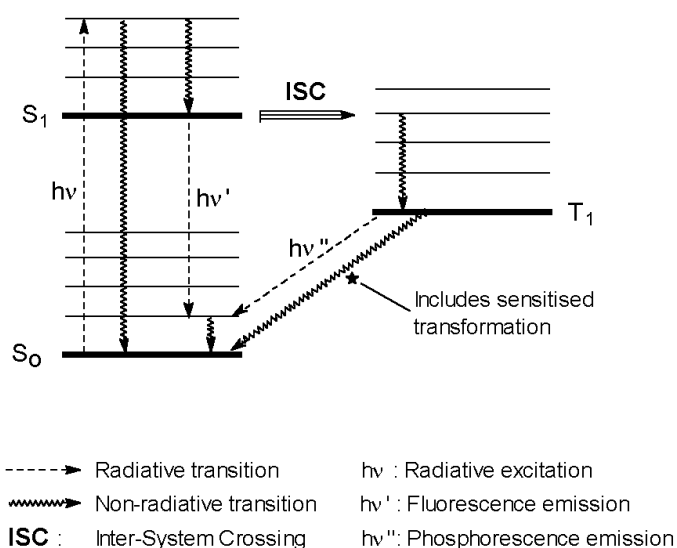 ISC
S1
hν
hν'
T1
hν"
Includes sensitised
transformation
So
Radiative transition
hν : Radiative excitation
Non-radiative transition
hν' : Fluorescence emission
ISC : Inter-System Crossing
hν": Phosphorescence emission